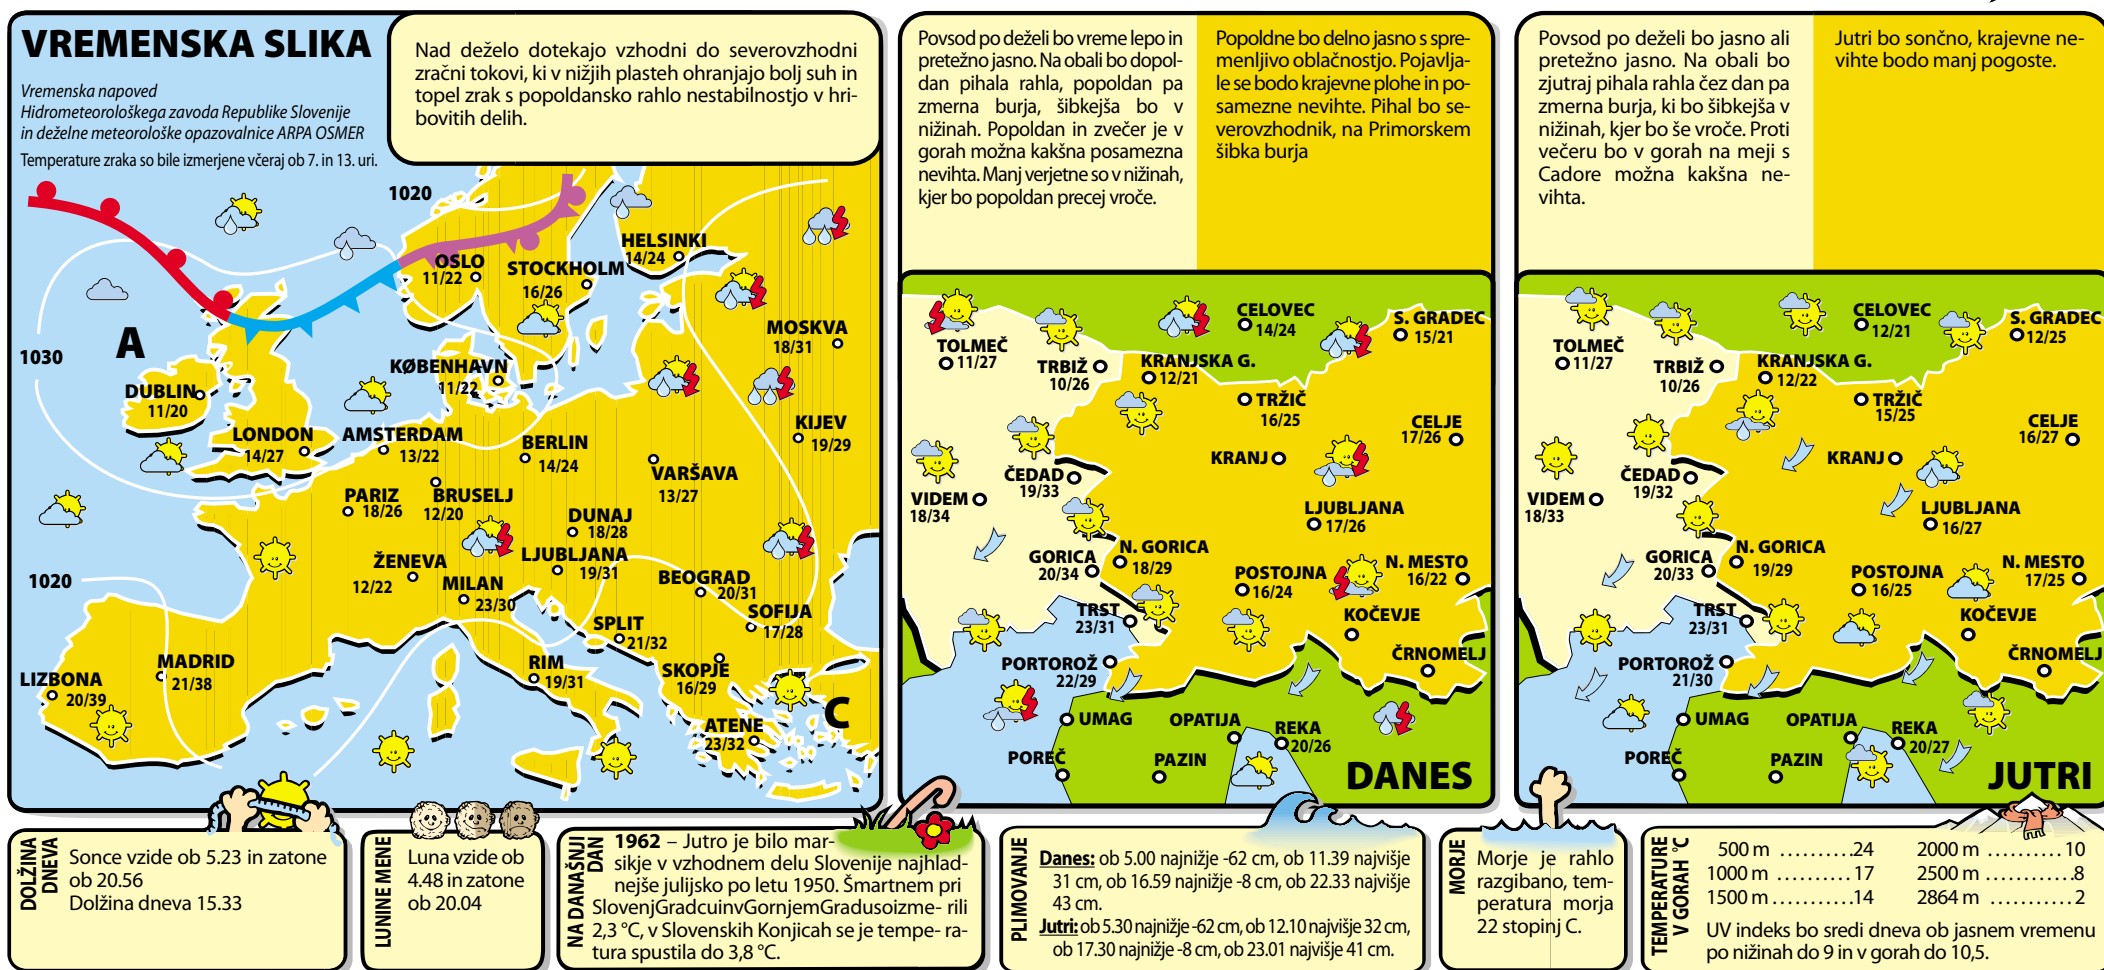 VREMENSKA SLIKA
Vremenska napoved
Hidrometeorološkega zavoda Republike Slovenije
in deželne meteorološke opazovalnice ARPA OSMER
Temperature zraka so bile izmerjene včeraj ob 7. in 13. uri.
Nad deželo dotekajo vzhodni do severovzhodni
zračni tokovi, ki v nižjih plasteh ohranjajo bolj suh in
topel zrak s popoldansko rahlo nestabilnostjo v hri-
bovitih delih.
1020
HELSINKI
14/24
OSLO
11/22
STOCKHOLM
16/26
A
1030
MOSKVA
18/31
KØBENHAVN
11/22
DUBLIN
11/20
KIJEV
19/29
LONDON
14/27
AMSTERDAM
13/22
BERLIN
14/24
VARŠAVA
13/27
PARIZ
18/26
BRUSELJ
12/20
DUNAJ
18/28
ŽENEVA
12/22
LJUBLJANA
19/31
1020
MILAN
23/30
BEOGRAD
20/31
SOFIJA
17/28
SPLIT
21/32
MADRID
21/38
RIM
19/31
SKOPJE
16/29
LIZBONA
20/39
C
ATENE
23/32
Povsod po deželi bo vreme lepo in
pretežno jasno. Na obali bo dopol-
dan pihala rahla, popoldan pa
zmerna burja, šibkejša bo v
nižinah. Popoldan in zvečer je v
gorah možna kakšna posamezna
nevihta. Manj verjetne so v nižinah,
kjer bo popoldan precej vroče.
Popoldne bo delno jasno s spre-
menljivo oblačnostjo. Pojavlja-
le se bodo krajevne plohe in po-
samezne nevihte. Pihal bo se-
verovzhodnik, na Primorskem
šibka burja
CELOVEC
14/24
S. GRADEC
15/21
TOLMEČ
11/27
TRBIŽ
10/26
KRANJSKA G.
12/21
TRŽIČ
16/25
CELJE
17/26
KRANJ
ČEDAD
19/33
VIDEM
18/34
LJUBLJANA
17/26
GORICA
20/34
N. GORICA
18/29
POSTOJNA
16/24
N. MESTO
16/22
TRST
23/31
KOČEVJE
PORTOROŽ
22/29
ČRNOMELJ
UMAG
OPATIJA
REKA
20/26
POREČ
PAZIN
DANES
Povsod po deželi bo jasno ali
pretežno jasno. Na obali bo
zjutraj pihala rahla čez dan pa
zmerna burja, ki bo šibkejša v
nižinah, kjer bo še vroče. Proti
večeru bo v gorah na meji s
Cadore možna kakšna ne-
vihta.
Jutri bo sončno, krajevne ne-
vihte bodo manj pogoste.
CELOVEC
12/21
S. GRADEC
12/25
TOLMEČ
11/27
TRBIŽ
10/26
KRANJSKA G.
12/22
TRŽIČ
15/25
CELJE
16/27
KRANJ
ČEDAD
19/32
VIDEM
18/33
LJUBLJANA
16/27
GORICA
20/33
N. GORICA
19/29
POSTOJNA
16/25
N. MESTO
17/25
TRST
23/31
KOČEVJE
PORTOROŽ
21/30
ČRNOMELJ
UMAG
OPATIJA
REKA
20/27
POREČ
PAZIN
JUTRI
DOLŽINA
DNEVA
Sonce vzide ob 5.23 in zatone
ob 20.56
Dolžina dneva 15.33
LUNINE MENE
Luna vzide ob
4.48 in zatone
ob 20.04
NA DANAŠNJI
DAN
1962 – Jutro je bilo mar-
sikje v vzhodnem delu Slovenije najhlad-
nejše julijsko po letu 1950. Šmartnem pri
SlovenjGradcuinvGornjemGradusoizme- rili
2,3 °C, v Slovenskih Konjicah se je tempe- ra-
tura spustila do 3,8 °C.
PLIMOVANJE
Danes: ob 5.00 najnižje -62 cm, ob 11.39 najvišje
31 cm, ob 16.59 najnižje -8 cm, ob 22.33 najvišje
43 cm.
Jutri: ob 5.30 najnižje -62 cm, ob 12.10 najvišje 32 cm,
ob 17.30 najnižje -8 cm, ob 23.01 najvišje 41 cm.
MORJE
Morje je rahlo
razgibano, tem-
peratura morja
22 stopinj C.
TEMPERATURE
V GORAH °C
500 m ..........24
1000 m ..........17
1500 m ..........14
2000 m ..........10
2500 m ..........8
2864 m ..........2
UV indeks bo sredi dneva ob jasnem vremenu
po nižinah do 9 in v gorah do 10,5.